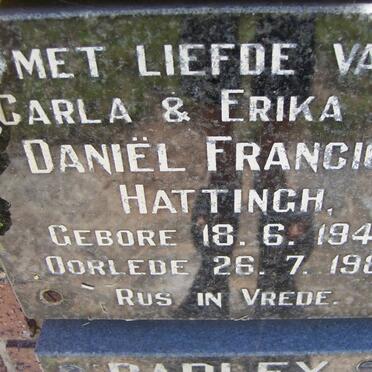 MET LIEFDE VA
CARLA & ERIKA
DANIËL FRANCI
HATTINGH.
GEBORE 18. 6. 194
OORLEDE 26. 7. 198
RUS IN VREDE.